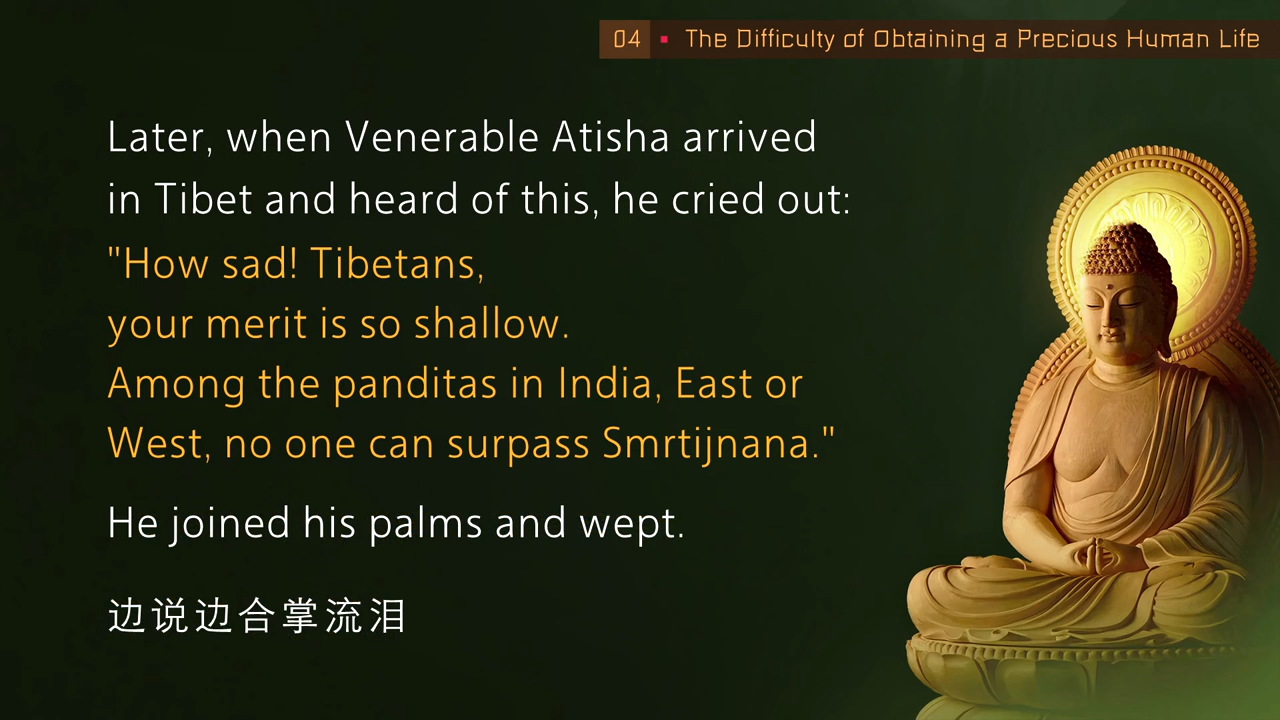 04 ▪ The Difficulty of Obtaining a Precious Human Life
Later, when Venerable Atisha arrived
in Tibet and heard of this, he cried out:
"How sad! Tibetans,
your merit is so shallow.
Among the panditas in India, East or
West, no one can surpass Smrtijnana."
He joined his palms and wept.
边说边合掌流泪